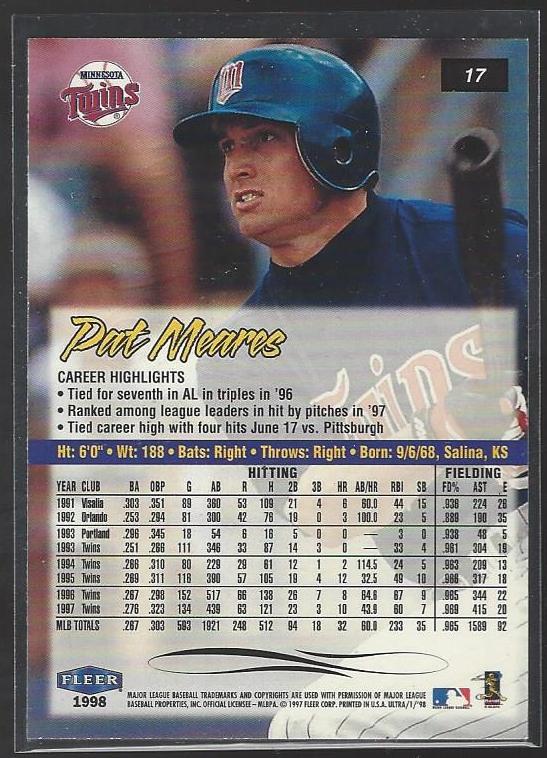 MINNESOTA
Twins
®
17
m
Twins
Pat Meares
CAREER HIGHLIGHTS
• Tied for seventh in AL in triples in '96
• Ranked among league leaders in hit by pitches in '97
• Tied career high with four hits June 17 vs. Pittsburgh
Ht: 6'0" • Wt: 188 • Bats: Right • Throws: Right • Born: 9/6/68, Salina, KS
HITTING FIELDING
YEAR CLUB BA OBP G AB R H 2B 3B HR AB/HR RBI SB FD% AST E
1991 Visalia .303 .351 89 360 53 109 21 4 6 60.0 44 15 .938 224 26
1992 Orlando .253 .294 81 300 42 76 19 0 3 100.0 23 5 .889 190 35
1993 Portland .296 .345 18 54 6 16 5 0 0 — 3 0 .938 48 5
1993 Twins .251 .266 111 346 33 87 14 3 0 — 33 4 .961 304 19
1994 Twins .266 .310 80 229 29 61 12 1 2 114.5 24 5 .963 209 13
1995 Twins .269 .311 116 390 57 105 19 4 12 32.5 49 10 .966 317 18
1996 Twins .267 .298 152 517 66 138 26 7 8 64.6 67 9 .965 344 22
1997 Twins .276 .323 134 439 63 121 23 3 10 43.9 60 7 .969 415 20
MLB TOTALS .267 .303 593 1921 248 512 94 18 32 60.0 233 35 .965 1589 92
FLEER
1998
MAJOR LEAGUE BASEBALL TRADEMARKS AND COPYRIGHTS ARE USED WITH PERMISSION OF MAJOR LEAGUE
BASEBALL PROPERTIES, INC. OFFICIAL LICENSEE – MLBPA. © 1997 FLEER CORP. PRINTED IN U.S.A. ULTRA/1/'98